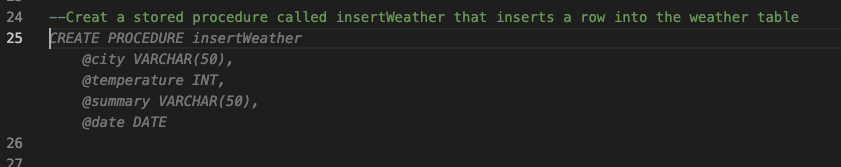 24 --Creat a stored procedure called insertWeather that inserts a row into the weather table
25 CREATE PROCEDURE insertWeather
@city VARCHAR(50),
@temperature INT,
@summary VARCHAR(50),
@date DATE
26
27